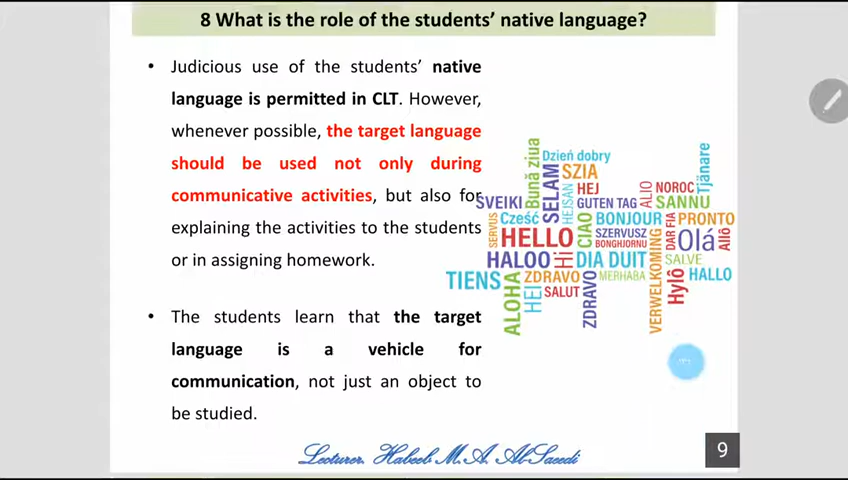 8 What is the role of the students' native language?
• Judicious use of the students' native
language is permitted in CLT. However,
whenever possible, the target language
should be used not only during
communicative activities, but also for
explaining the activities to the students
or in assigning homework.
• The students learn that the target
language is a vehicle for
communication, not just an object to
be studied.
Bună ziua
Dzień dobry
Tjänare
SELAM
SZIA
HEJ
HEJSAN
ALIO
NOROC
SVEIKI
GUTEN TAG
SANNU
SERVUS
Cześć
CIAO
BONJOUR
DAR FIA
PRONTO
HELLO
SZERVUSZ
BONGHJORNU
Olá
Allô
HALOO
Hi
DIA DUIT
VERWELKOMING
SALVE
TIENS
ZDRAVO
MERHABA
Hylô
HALLO
ALOHA
HEI
SALUT
ZDRAVO
Lecturer. Habeeb M.A. Al-Saeedi
9